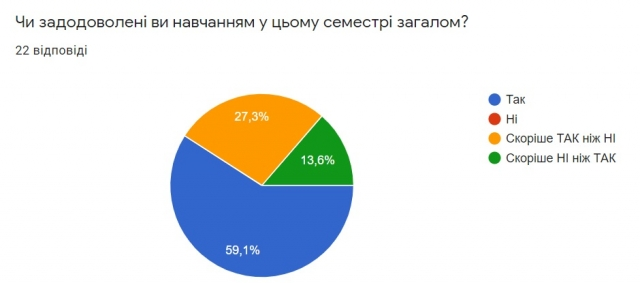 Чи задодоволені ви навчанням у цьому семестрі загалом?
22 відповіді
Так
Ні
Скоріше ТАК ніж НІ
Скоріше НІ ніж ТАК
27,3%
13,6%
59,1%